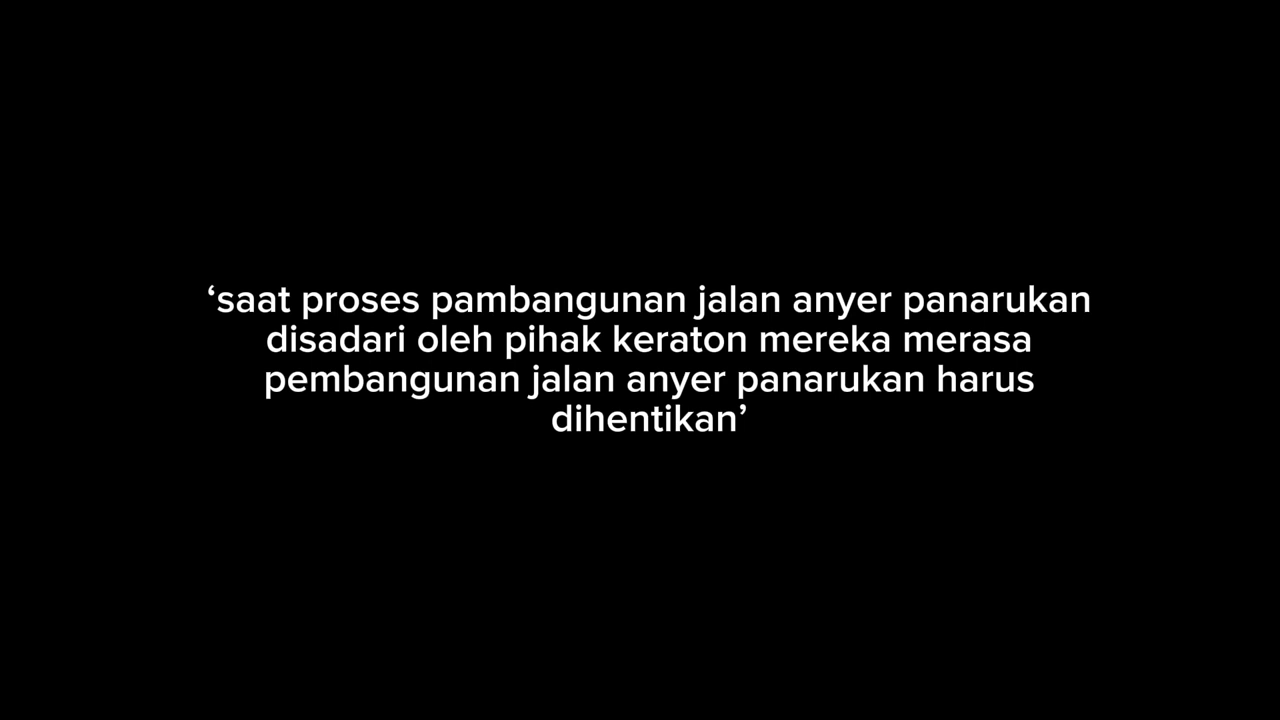 ‘saat proses pambangunan jalan anyer panarukan
disadari oleh pihak keraton mereka merasa
pembangunan jalan anyer panarukan harus
dihentikan’